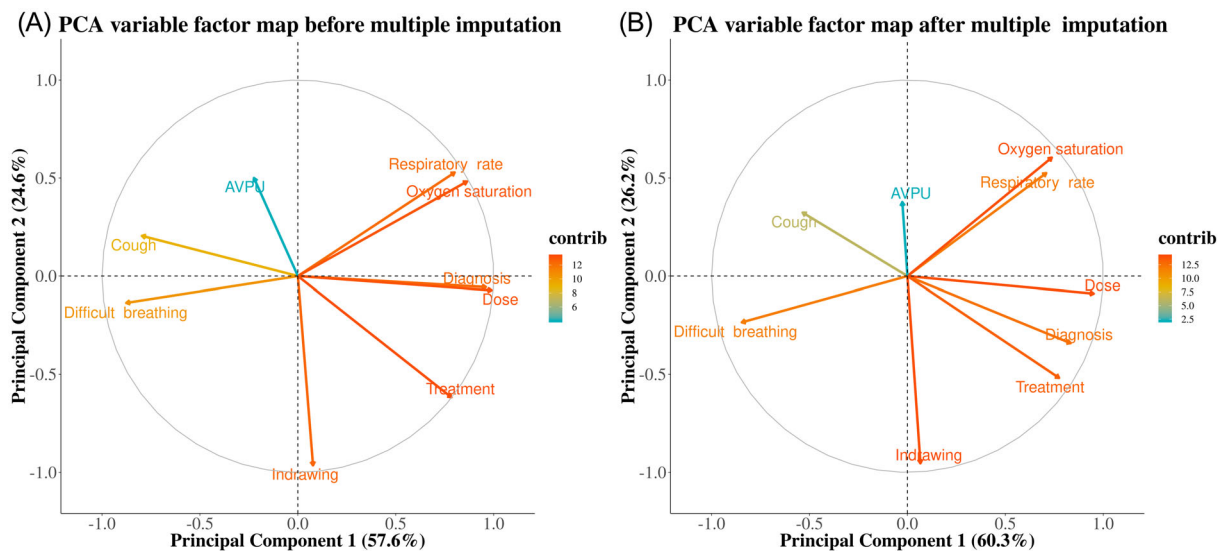 (A) PCA variable factor map before multiple imputation
1.0
0.5
0.0
-0.5
-1.0
Principal Component 2 (24.6%)
Respiratory rate
AVPU
Oxygen saturation
Cough
Diagnosis
Dose
Difficult breathing
Treatment
Indrawing
-1.0 -0.5 0.0 0.5 1.0
Principal Component 1 (57.6%)
contrib
12
10
8
6
(B) PCA variable factor map after multiple imputation
1.0
0.5
0.0
-0.5
-1.0
Principal Component 2 (26.2%)
Oxygen saturation
Respiratory rate
AVPU
Cough
Dose
Difficult breathing
Diagnosis
Treatment
Indrawing
-1.0 -0.5 0.0 0.5 1.0
Principal Component 1 (60.3%)
contrib
12.5
10.0
7.5
5.0
2.5